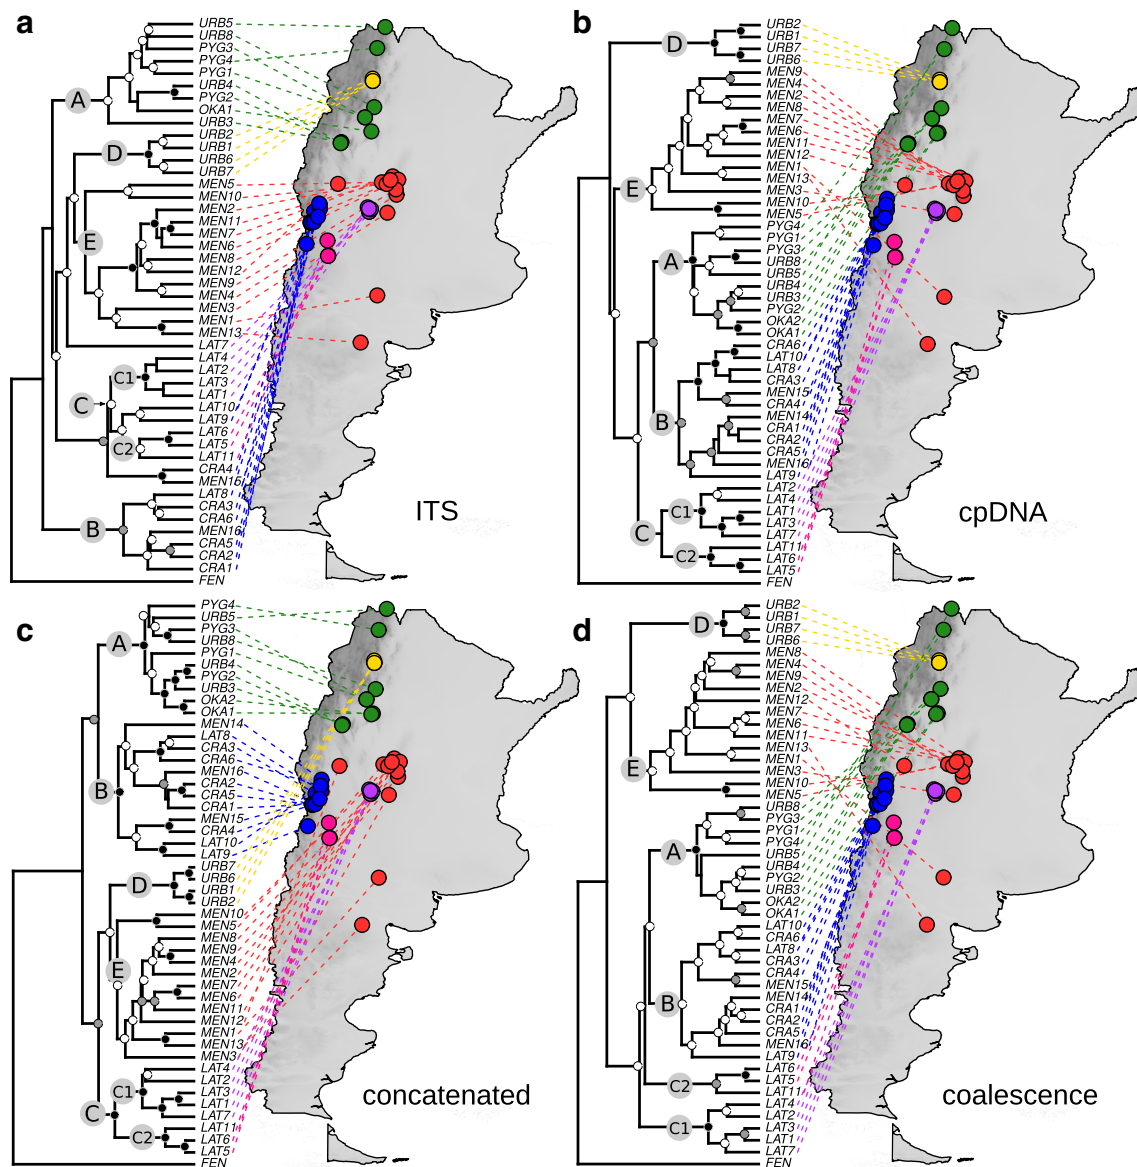 a
URB5
URB8
PYG3
PYG4
PYG1
URB4
PYG2
OKA1
URB3
URB2
URB1
URB6
URB7
MEN5
MEN10
MEN2
MEN11
MEN7
MEN6
MEN8
MEN12
MEN9
MEN4
MEN3
MEN1
MEN13
LAT7
LAT4
LAT2
LAT3
LAT1
LAT10
LAT9
LAT6
LAT5
LAT11
CRA4
MEN15
LAT8
CRA3
CRA6
MEN16
CRA5
CRA2
CRA1
FEN
A
D
E
C1
C
C2
B
ITS
b
URB2
URB1
URB7
URB6
MEN9
MEN4
MEN2
MEN8
MEN7
MEN6
MEN11
MEN12
MEN1
MEN13
MEN3
MEN10
MEN5
PYG4
PYG1
PYG3
URB8
URB5
URB4
URB3
PYG2
OKA2
OKA1
CRA6
LAT10
LAT8
CRA3
MEN15
CRA4
MEN14
CRA1
CRA2
CRA5
MEN16
LAT9
LAT2
LAT4
LAT1
LAT3
LAT7
LAT11
LAT6
LAT5
FEN
D
E
A
B
C1
C
C2
cpDNA
c
PYG4
URB5
PYG3
URB8
PYG1
URB4
PYG2
URB3
OKA2
OKA1
MEN14
LAT8
CRA3
CRA6
MEN16
CRA2
CRA5
CRA1
MEN15
CRA4
LAT10
LAT9
URB7
URB6
URB1
URB2
MEN10
MEN5
MEN8
MEN9
MEN4
MEN2
MEN7
MEN6
MEN11
MEN12
MEN1
MEN13
MEN3
LAT4
LAT2
LAT3
LAT1
LAT7
LAT11
LAT6
LAT5
FEN
A
B
D
E
C1
C
C2
concatenated
d
URB2
URB1
URB7
URB6
MEN8
MEN4
MEN9
MEN2
MEN12
MEN7
MEN6
MEN11
MEN13
MEN1
MEN3
MEN10
MEN5
URB8
PYG3
PYG1
PYG4
URB5
URB4
PYG2
URB3
OKA2
OKA1
LAT10
CRA6
LAT8
CRA3
CRA4
MEN15
MEN14
CRA1
CRA2
CRA5
MEN16
LAT9
LAT6
LAT5
LAT11
LAT4
LAT2
LAT3
LAT1
LAT7
FEN
D
E
A
B
C2
C1
coalescence